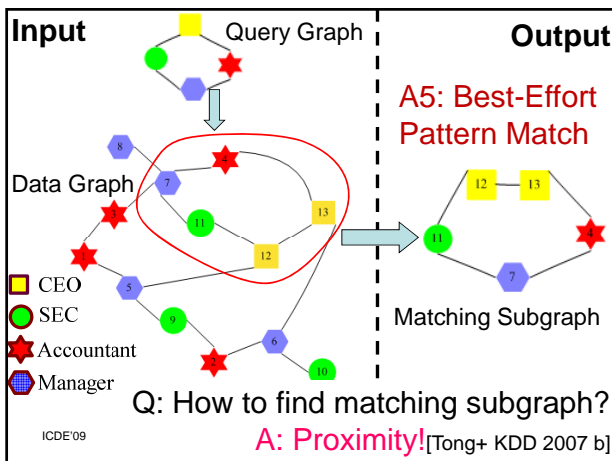 Input
Query Graph
Output
A5: Best-Effort
Pattern Match
8
4
7
Data Graph
3
11
13
12
1
5
9
6
2
10
CEO
SEC
Accountant
Manager
12
13
11
4
7
Matching Subgraph
Q: How to find matching subgraph?
ICDE'09
A: Proximity![Tong+ KDD 2007 b]